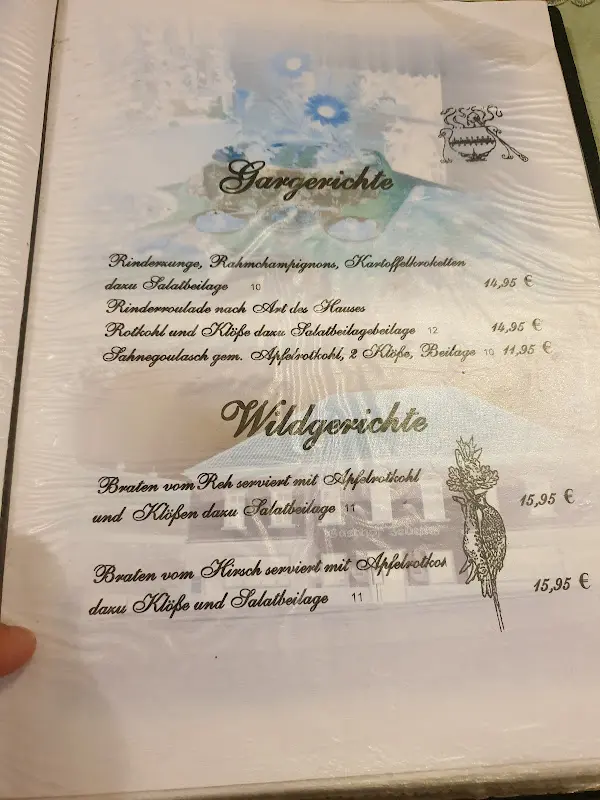 Gargerichte
Rinderzunge, Rahmchampignons, Kartoffelkroketten
dazu Salatbeilage 10 14,95 €
Rinderroulade nach Art des Hauses
Rotkohl und Klöße dazu Salatbeilagebeilage 12 14,95 €
Sahnegoulasch gem. Apfelrotkohl, 2 Klöße, Beilage 10 11,95 €
Wildgerichte
Braten vom Reh serviert mit Apfelrotkohl
und Klößen dazu Salatbeilage 11 15,95 €
Braten vom Hirsch serviert mit Apfelrotkos
dazu Klöße und Salatbeilage 11 15,95 €